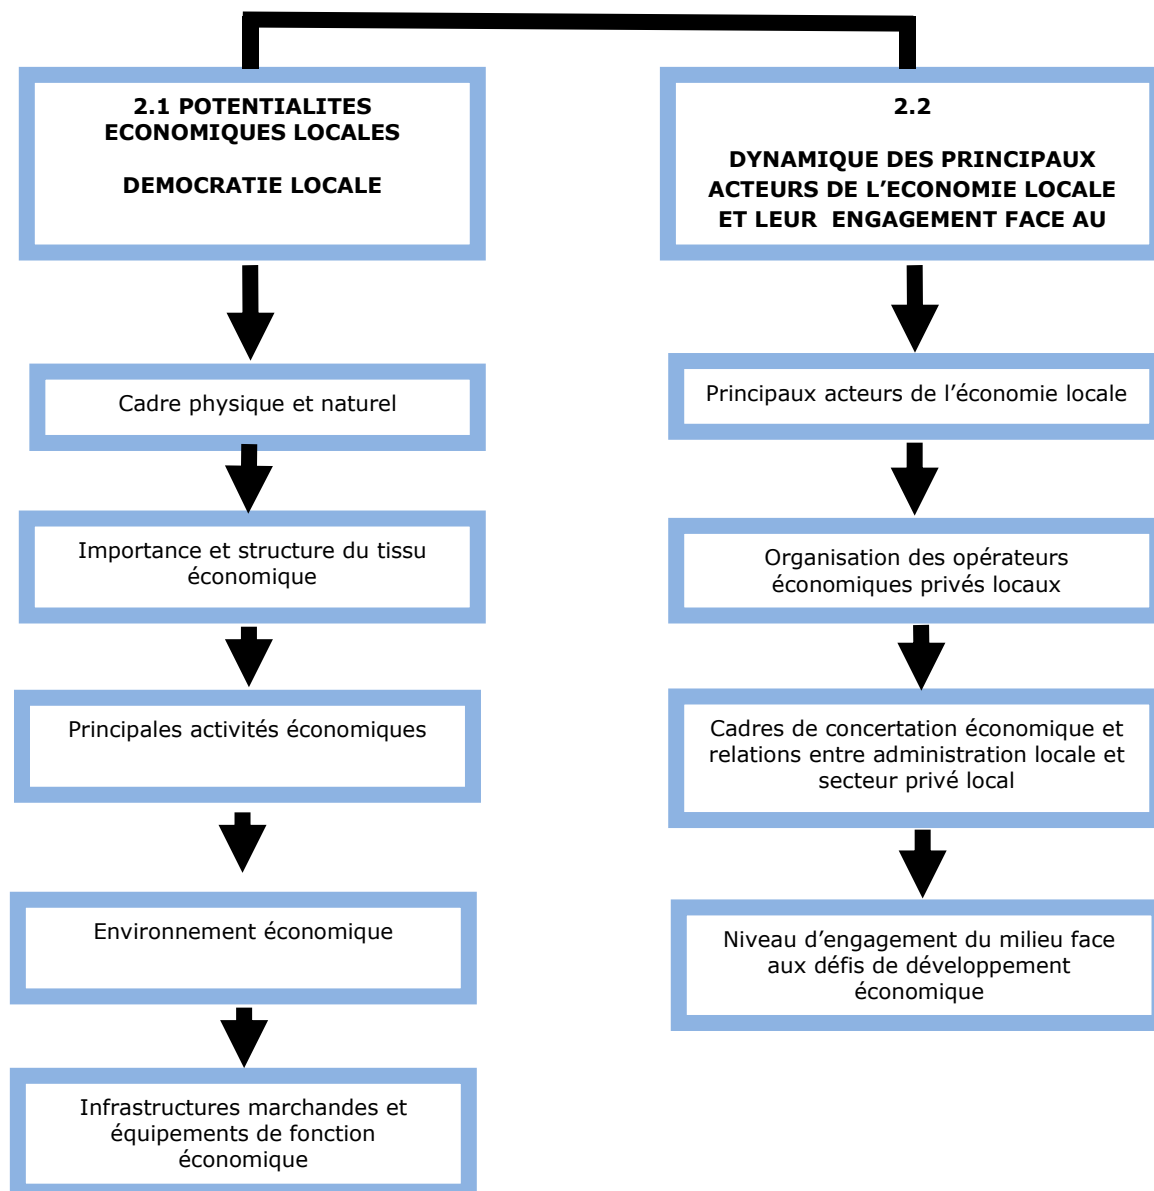 2.1 POTENTIALITES
ECONOMIQUES LOCALES
DEMOCRATIE LOCALE
Cadre physique et naturel
Importance et structure du tissu
économique
Principales activités économiques
Environnement économique
Infrastructures marchandes et
équipements de fonction
économique
2.2
DYNAMIQUE DES PRINCIPAUX
ACTEURS DE L’ECONOMIE LOCALE
ET LEUR ENGAGEMENT FACE AU
Principaux acteurs de l’économie locale
Organisation des opérateurs
économiques privés locaux
Cadres de concertation économique et
relations entre administration locale et
secteur privé local
Niveau d’engagement du milieu face
aux défis de développement
économique